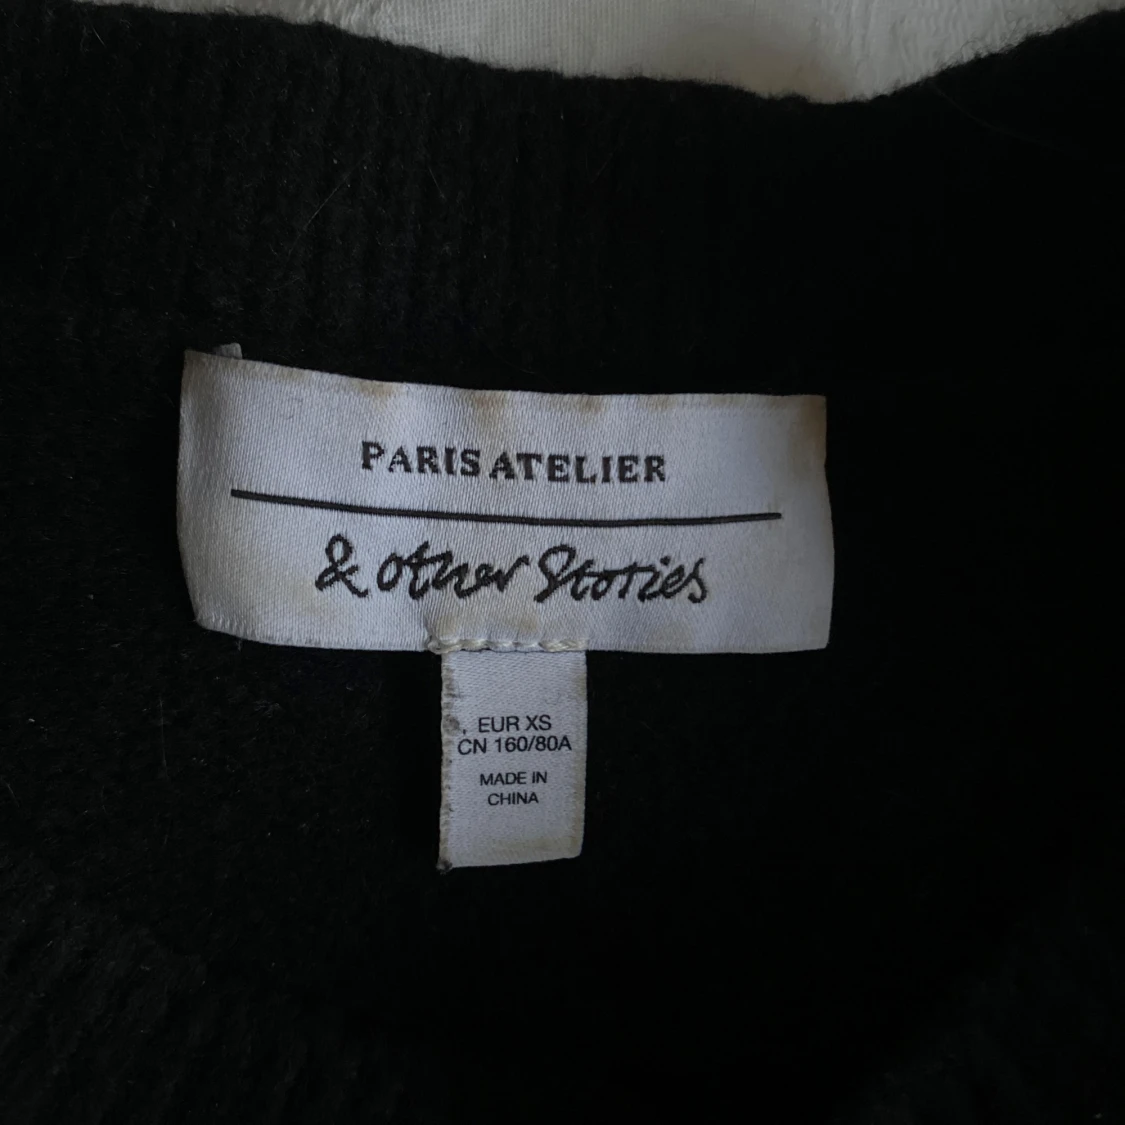 PARIS ATELIER
& other Stories
EUR XS
CN 160/80A
MADE IN
CHINA